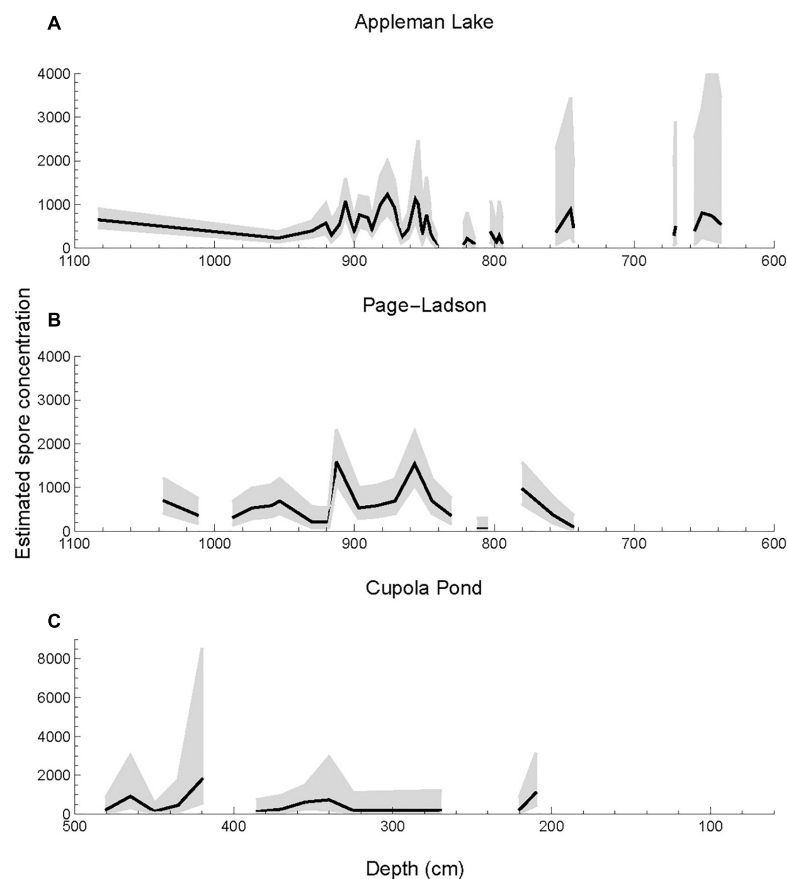 A
Appleman Lake
4000
3000
2000
1000
0
1100 1000 900 800 700 600
B
Page−Ladson
4000
3000
2000
1000
0
1100 1000 900 800 700 600
Estimated spore concentration
C
Cupola Pond
8000
6000
4000
2000
0
500 400 300 200 100
Depth (cm)